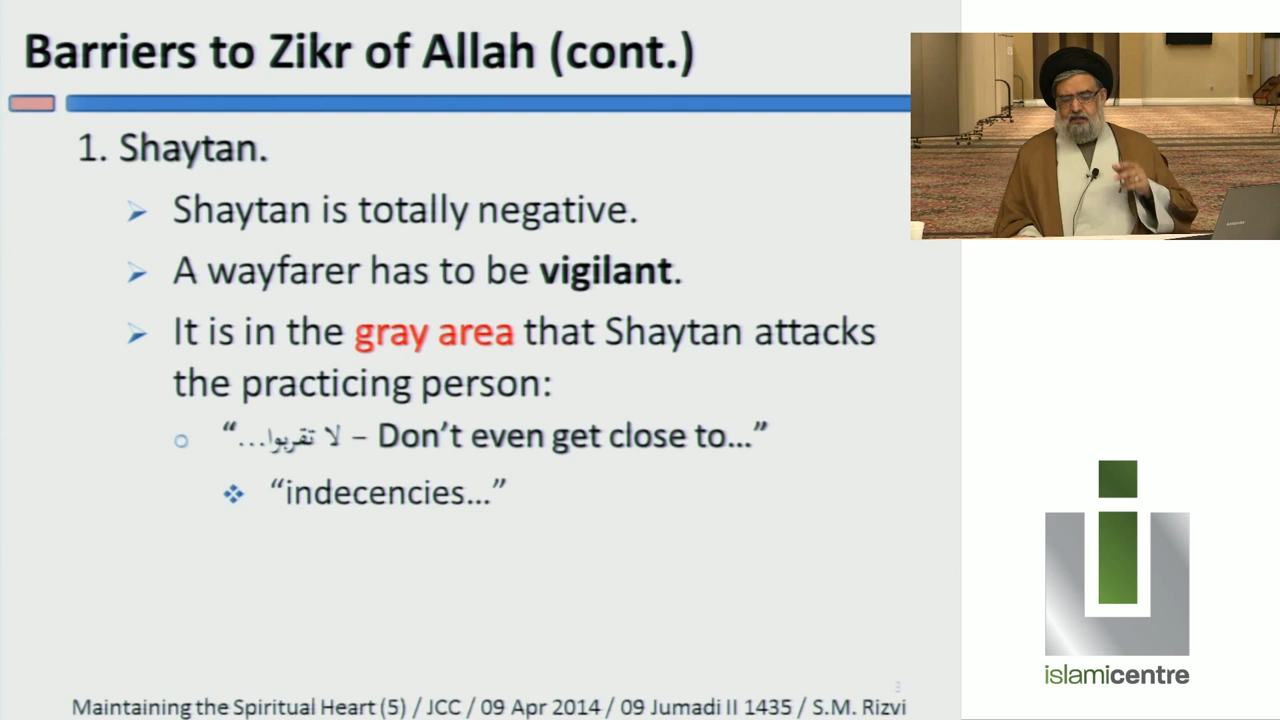 Barriers to Zikr of Allah (cont.)
1. Shaytan.
➢ Shaytan is totally negative.
➢ A wayfarer has to be vigilant.
➢ It is in the gray area that Shaytan attacks
the practicing person:
o “لا تقربوا... – Don’t even get close to...”
❖ “indecencies...”
3
Maintaining the Spiritual Heart (5) / JCC / 09 Apr 2014 / 09 Jumadi II 1435 / S.M. Rizvi
islamicentre